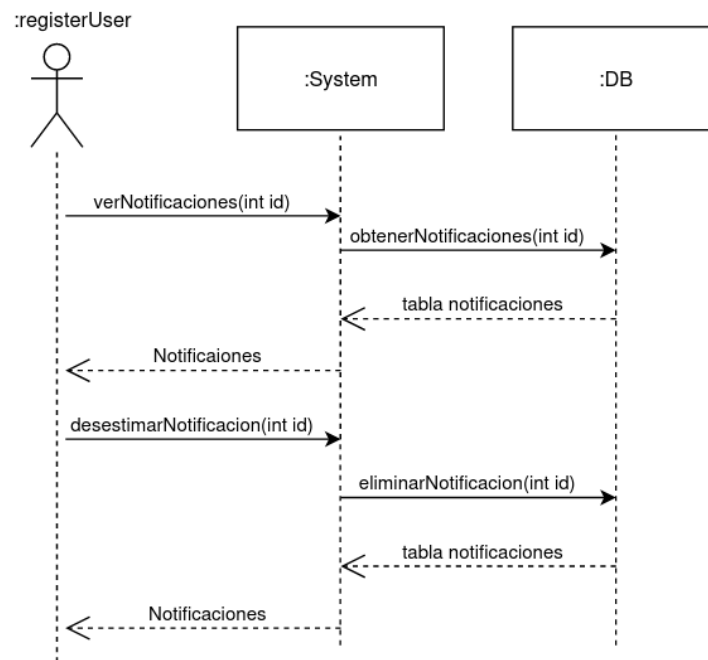 :registerUser
:System
:DB
verNotificaciones(int id)
obtenerNotificaciones(int id)
tabla notificaciones
Notificaiones
desestimarNotificacion(int id)
eliminarNotificacion(int id)
tabla notificaciones
Notificaciones